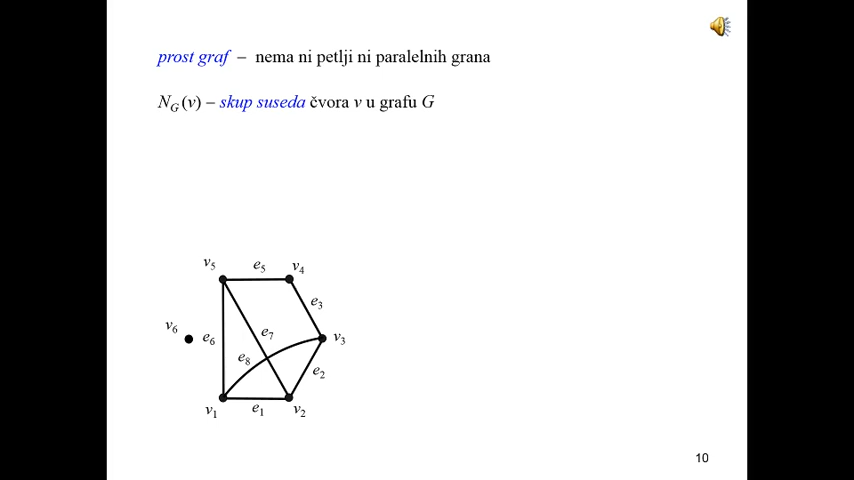 prost graf – nema ni petlji ni paralelnih grana
N_G(v) – skup suseda čvora v u grafu G
v5 e5 v4
e3
v6 e6 e7 v3
e8 e2
v1 e1 v2
10